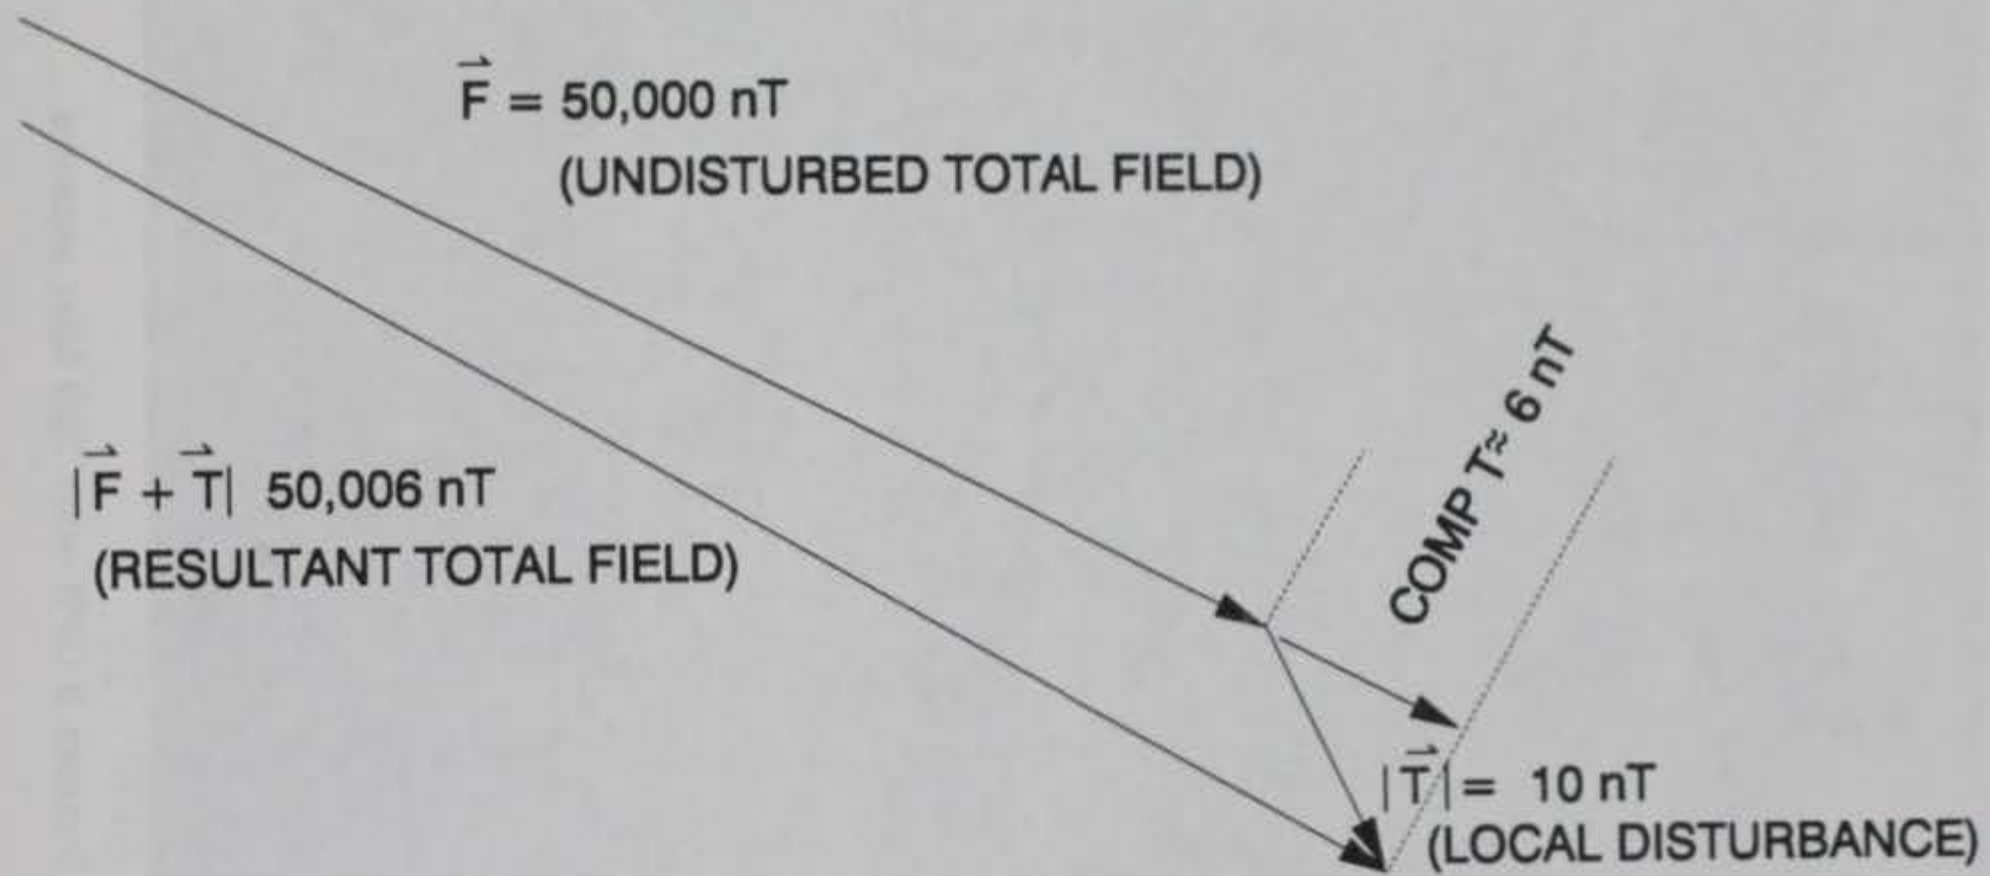 F⃗ = 50,000 nT
(UNDISTURBED TOTAL FIELD)
COMP T≈ 6 nT
|F⃗ + T⃗| 50,006 nT
(RESULTANT TOTAL FIELD)
|T⃗| = 10 nT
(LOCAL DISTURBANCE)